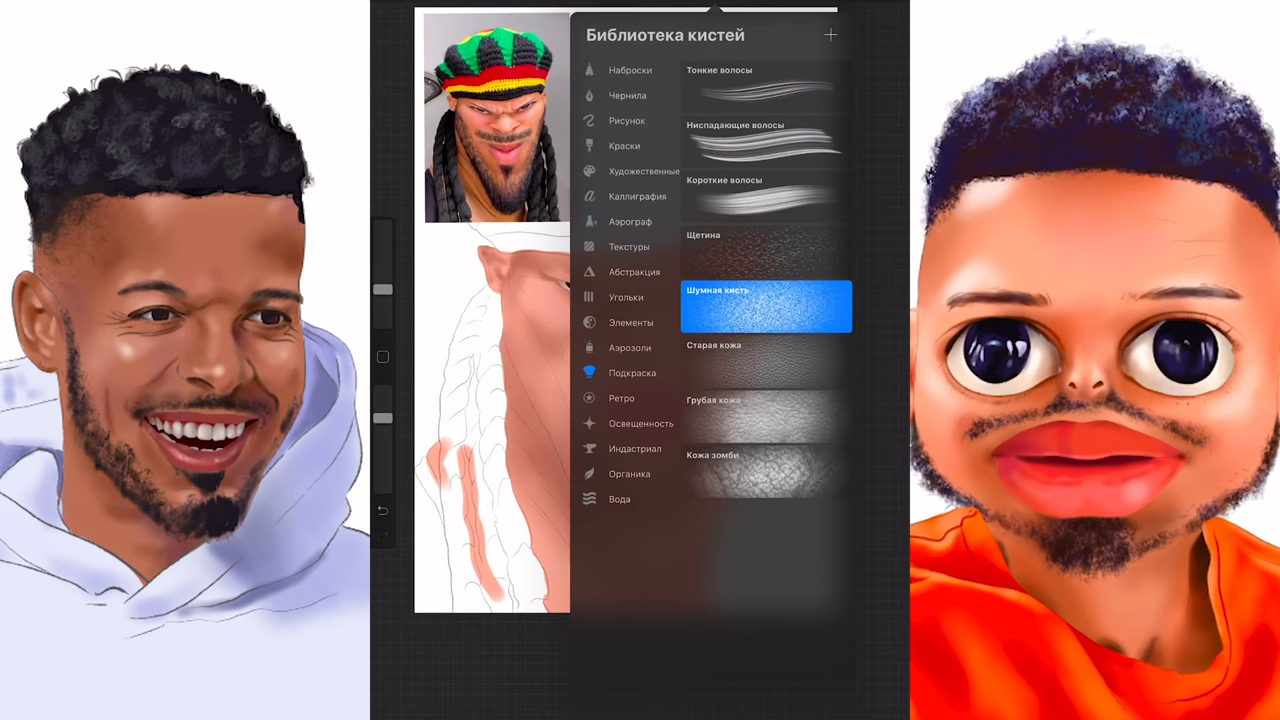 Библиотека кистей
Наброски
Чернила
Рисунок
Краски
Художественные
Каллиграфия
Аэрограф
Текстуры
Абстракция
Угольки
Элементы
Аэрозоли
Подкраска
Ретро
Освещенность
Индастриал
Органика
Вода
Тонкие волосы
Ниспадающие волосы
Короткие волосы
Щетина
Шумная кисть
Старая кожа
Грубая кожа
Кожа зомби